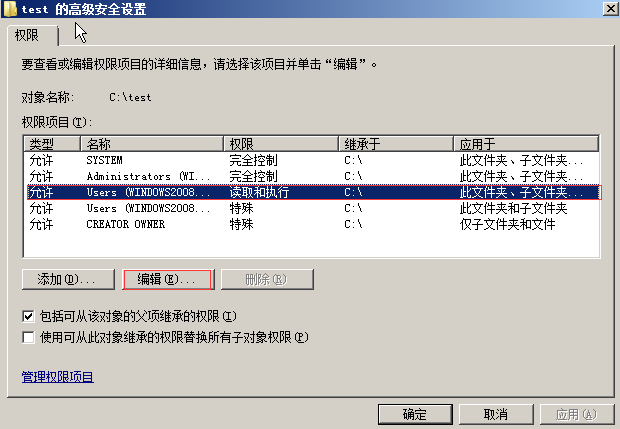 test 的高级安全设置
权限
要查看或编辑权限项目的详细信息，请选择该项目并单击“编辑”。
对象名称： C:\test
权限项目(T)：
类型 名称 权限 继承于 应用于
允许 SYSTEM 完全控制 C:\ 此文件夹、子文件夹...
允许 Administrators (WI... 完全控制 C:\ 此文件夹、子文件夹...
允许 Users (WINDOWS2008... 读取和执行 C:\ 此文件夹、子文件夹...
允许 Users (WINDOWS2008... 特殊 C:\ 此文件夹和子文件夹
允许 CREATOR OWNER 特殊 C:\ 仅子文件夹和文件
添加(D)... 编辑(E)... 删除(R)
包括可从该对象的父项继承的权限(I)
使用可从此对象继承的权限替换所有子对象权限(P)
管理权限项目
确定 取消 应用(A)